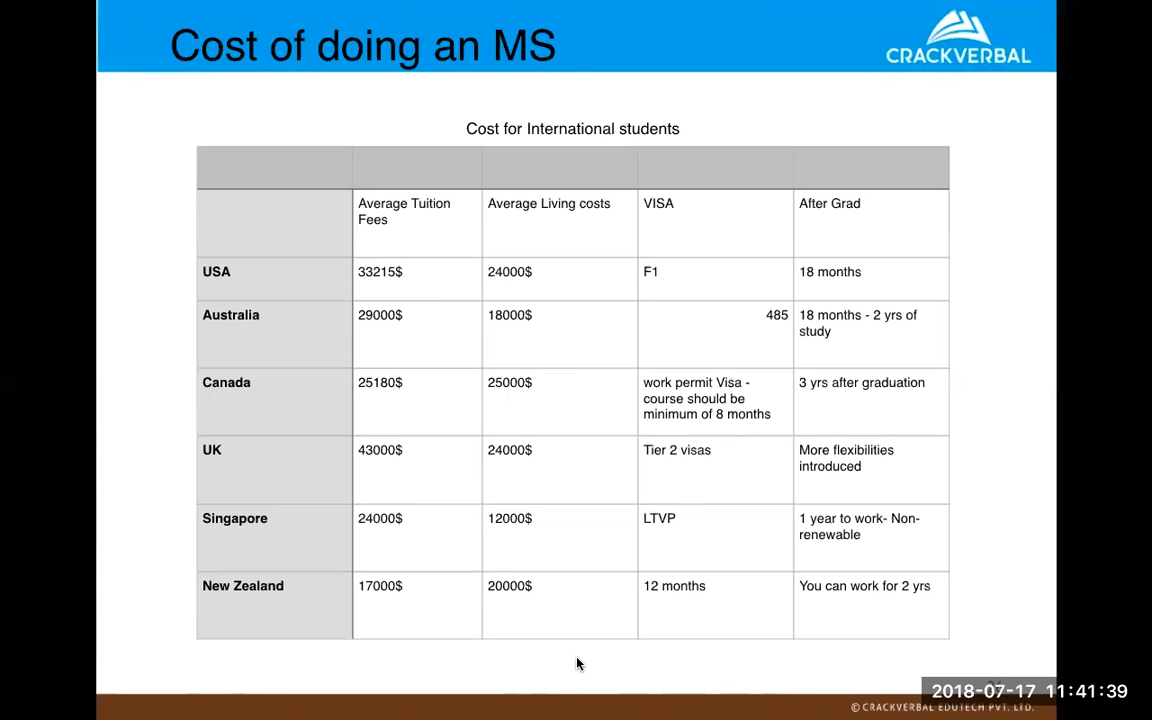 Cost of doing an MS
CRACKVERBAL
Cost for International students
Average Tuition
Fees
Average Living costs
VISA
After Grad
USA
33215$
24000$
F1
18 months
Australia
29000$
18000$
485
18 months - 2 yrs of
study
Canada
25180$
25000$
work permit Visa -
course should be
minimum of 8 months
3 yrs after graduation
UK
43000$
24000$
Tier 2 visas
More flexibilities
introduced
Singapore
24000$
12000$
LTVP
1 year to work- Non-
renewable
New Zealand
17000$
20000$
12 months
You can work for 2 yrs
2018-07-17 11:41:39
© CRACKVERBAL EDUTECH PVT. LTD.